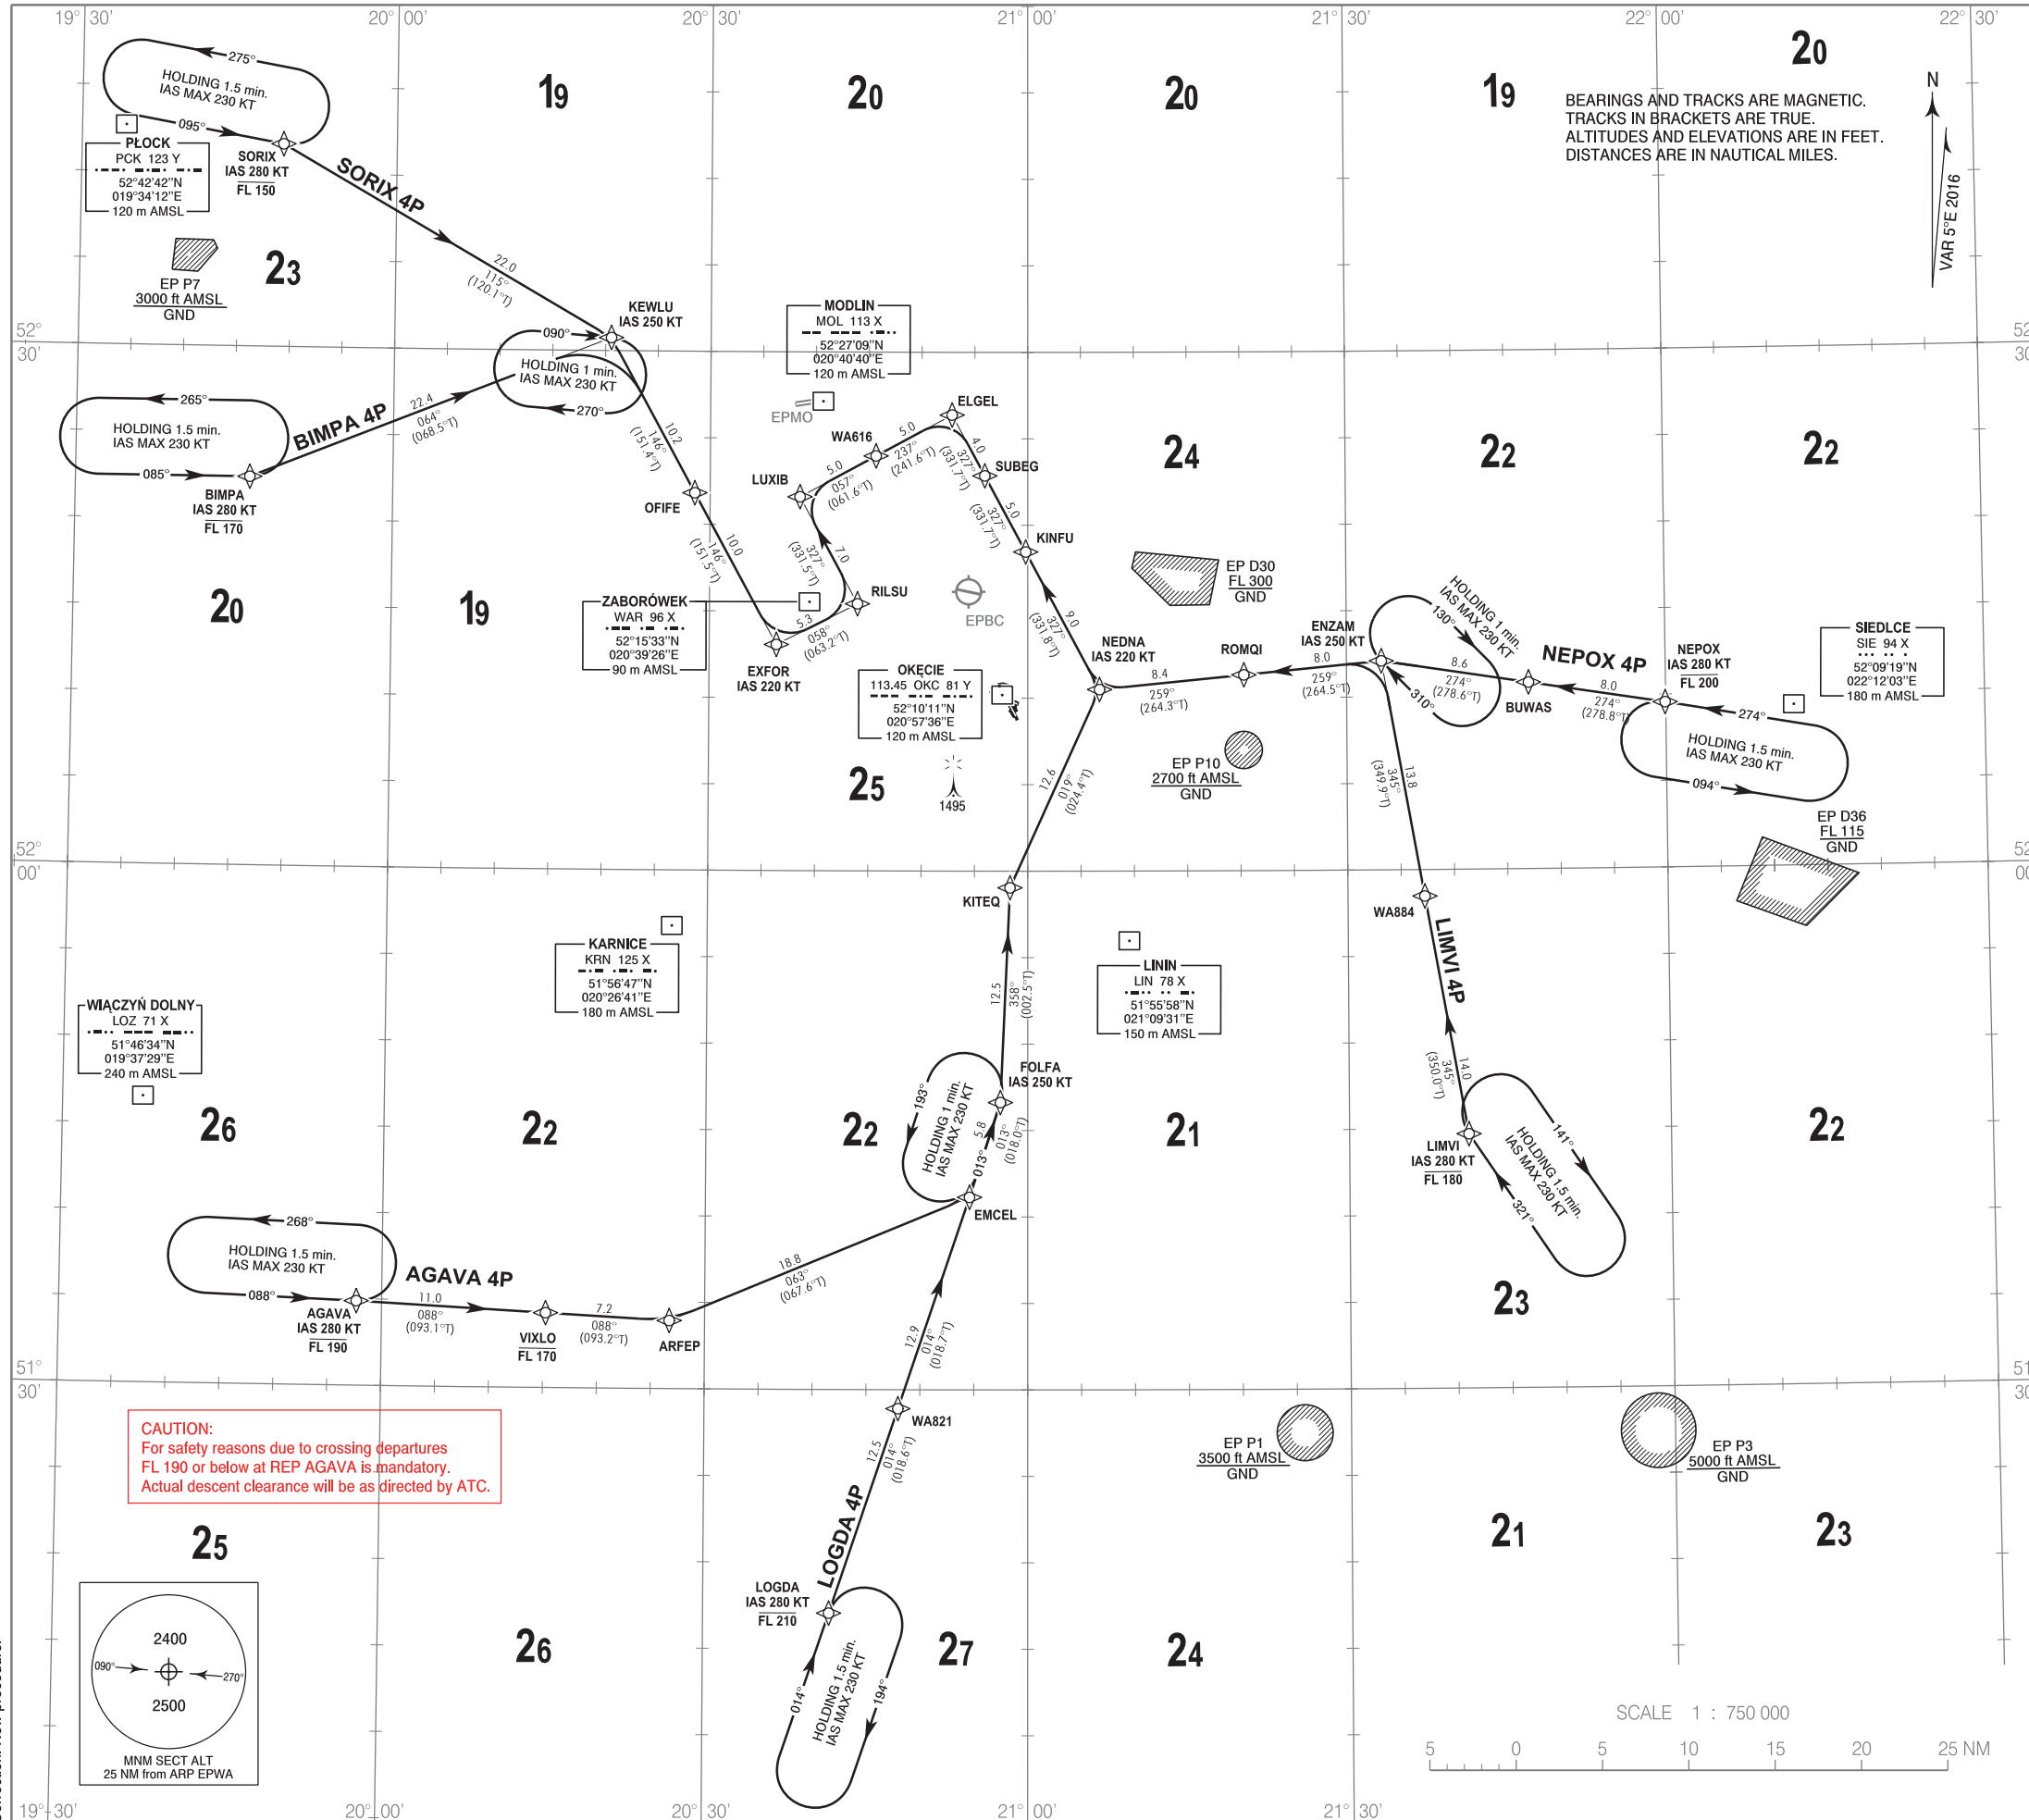 19° 30'
20° 00'
20° 30'
21° 00'
21° 30'
22° 00'
22° 30'
19
20
20
19
20
BEARINGS AND TRACKS ARE MAGNETIC.
TRACKS IN BRACKETS ARE TRUE.
ALTITUDES AND ELEVATIONS ARE IN FEET.
DISTANCES ARE IN NAUTICAL MILES.
N
VAR 5°E 2016
275°
HOLDING 1.5 min.
IAS MAX 230 KT
095°
SORIX
IAS 280 KT
FL 150
PŁOCK
PCK 123 Y
52°42'42''N
019°34'12''E
120 m AMSL
SORIX 4P
22.0
115°
(120.1°T)
EP P7
3000 ft AMSL
GND
23
52°
30'
KEWLU
IAS 250 KT
090°
HOLDING 1 min.
IAS MAX 230 KT
270°
MODLIN
MOL 113 X
52°27'09''N
020°40'40''E
120 m AMSL
EPMO
52
30
265°
HOLDING 1.5 min.
IAS MAX 230 KT
085°
BIMPA
IAS 280 KT
FL 170
BIMPA 4P
22.4
064°
(068.5°T)
10.2
146°
(151.4°T)
OFIFE
10.0
146°
(151.5°T)
EXFOR
IAS 220 KT
5.3
058°
(063.2°T)
RILSU
7.0
327°
(331.5°T)
LUXIB
5.0
057°
(061.6°T)
WA616
5.0
237°
(241.6°T)
ELGEL
4.0
327°
(331.7°T)
SUBEG
5.0
327°
(331.7°T)
KINFU
9.0
327°
(331.8°T)
NEDNA
IAS 220 KT
24
22
22
20
19
ZABORÓWEK
WAR 96 X
52°15'33''N
020°39'26''E
90 m AMSL
EPBC
EP D30
FL 300
GND
OKĘCIE
113.45 OKC 81 Y
52°10'11''N
020°57'36''E
120 m AMSL
1495
25
8.4
259°
(264.3°T)
ROMQI
8.0
259°
(264.5°T)
ENZAM
IAS 250 KT
HOLDING 1 min.
IAS MAX 230 KT
130°
310°
8.6
274°
(278.6°T)
BUWAS
NEPOX 4P
8.0
274°
(278.8°T)
NEPOX
IAS 280 KT
FL 200
SIEDLCE
SIE 94 X
52°09'19''N
022°12'03''E
180 m AMSL
274°
HOLDING 1.5 min.
IAS MAX 230 KT
094°
EP P10
2700 ft AMSL
GND
EP D36
FL 115
GND
13.8
345°
(349.9°T)
12.6
019°
(024.4°T)
52°
00'
52
00
KITEQ
WA884
LIMVI 4P
KARNICE
KRN 125 X
51°56'47''N
020°26'41''E
180 m AMSL
LININ
LIN 78 X
51°55'58''N
021°09'31''E
150 m AMSL
WIĄCZYŃ DOLNY
LOZ 71 X
51°46'34''N
019°37'29''E
240 m AMSL
12.5
358°
(002.5°T)
FOLFA
IAS 250 KT
193°
HOLDING 1 min.
IAS MAX 230 KT
013°
5.8
013°
(018.0°T)
EMCEL
14.0
345°
(350.0°T)
LIMVI
IAS 280 KT
FL 180
141°
HOLDING 1.5 min.
IAS MAX 230 KT
321°
26
22
22
21
22
23
268°
HOLDING 1.5 min.
IAS MAX 230 KT
088°
AGAVA
IAS 280 KT
FL 190
AGAVA 4P
11.0
088°
(093.1°T)
VIXLO
FL 170
7.2
088°
(093.2°T)
ARFEP
18.8
063°
(067.6°T)
12.9
014°
(018.7°T)
WA821
51°
30'
51
30
CAUTION:
For safety reasons due to crossing departures
FL 190 or below at REP AGAVA is mandatory.
Actual descent clearance will be as directed by ATC.
12.5
014°
(018.6°T)
LOGDA 4P
EP P1
3500 ft AMSL
GND
EP P3
5000 ft AMSL
GND
25
21
23
LOGDA
IAS 280 KT
FL 210
014°
HOLDING 1.5 min.
IAS MAX 230 KT
194°
26
27
24
2400
090°
270°
2500
MNM SECT ALT
25 NM from ARP EPWA
SCALE 1 : 750 000
5
0
5
10
15
20
25 NM
19° 30'
20° 00'
20° 30'
21° 00'
21° 30'